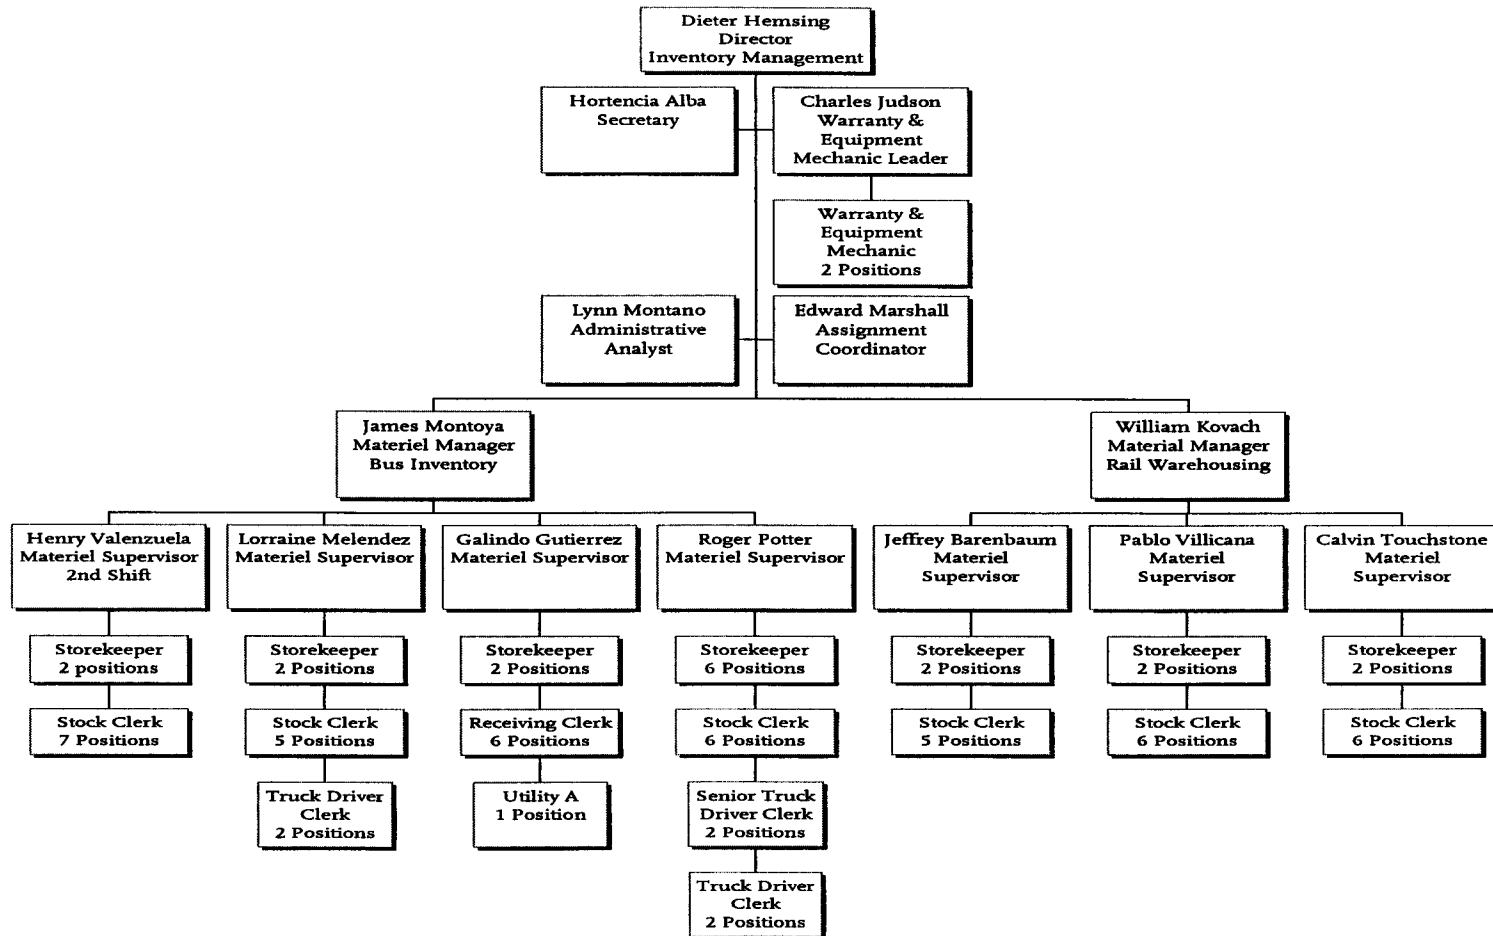 Dieter Hemsing
Director
Inventory Management
Hortencia Alba
Secretary
Charles Judson
Warranty &
Equipment
Mechanic Leader
Warranty &
Equipment
Mechanic
2 Positions
Lynn Montano
Administrative
Analyst
Edward Marshall
Assignment
Coordinator
James Montoya
Materiel Manager
Bus Inventory
William Kovach
Material Manager
Rail Warehousing
Henry Valenzuela
Materiel Supervisor
2nd Shift
Lorraine Melendez
Materiel Supervisor
Galindo Gutierrez
Materiel Supervisor
Roger Potter
Materiel Supervisor
Jeffrey Barenbaum
Materiel
Supervisor
Pablo Villicana
Materiel
Supervisor
Calvin Touchstone
Materiel
Supervisor
Storekeeper
2 positions
Storekeeper
2 Positions
Storekeeper
2 Positions
Storekeeper
6 Positions
Storekeeper
2 Positions
Storekeeper
2 Positions
Storekeeper
2 Positions
Stock Clerk
7 Positions
Stock Clerk
5 Positions
Receiving Clerk
6 Positions
Stock Clerk
6 Positions
Stock Clerk
5 Positions
Stock Clerk
6 Positions
Stock Clerk
6 Positions
Truck Driver
Clerk
2 Positions
Utility A
1 Position
Senior Truck
Driver Clerk
2 Positions
Truck Driver
Clerk
2 Positions